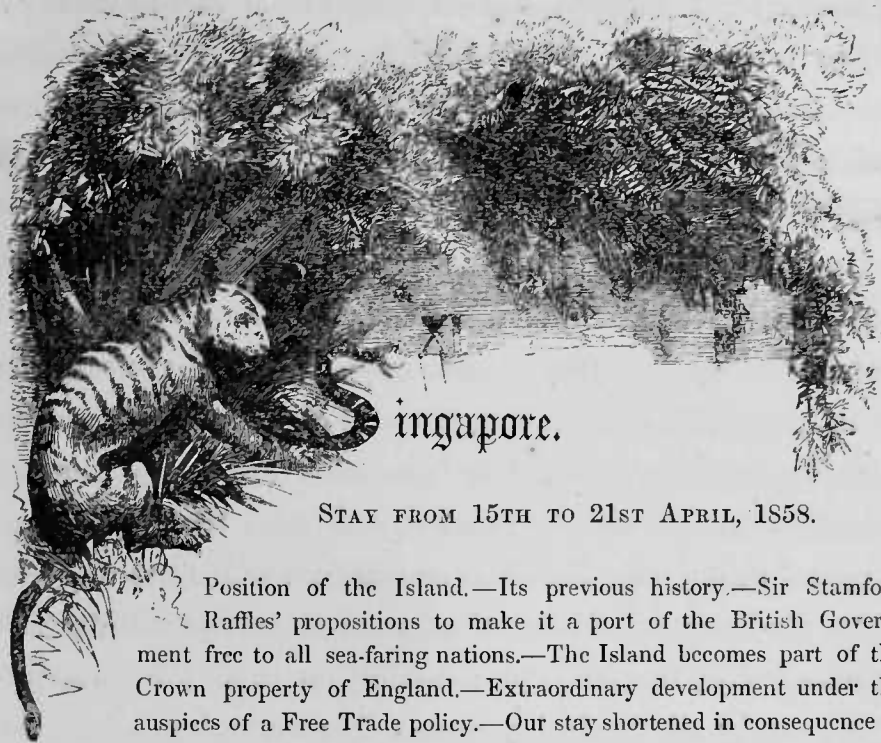 ingapore.
STAY FROM 15TH TO 21ST APRIL, 1858.
Position of the Island.—Its previous history.—Sir Stamfo
Raffles' propositions to make it a port of the British Gover
ment free to all sea-faring nations.—The Island becomes part of th
Crown property of England.—Extraordinary development under th
auspices of a Free Trade policy.—Our stay shortened in consequence